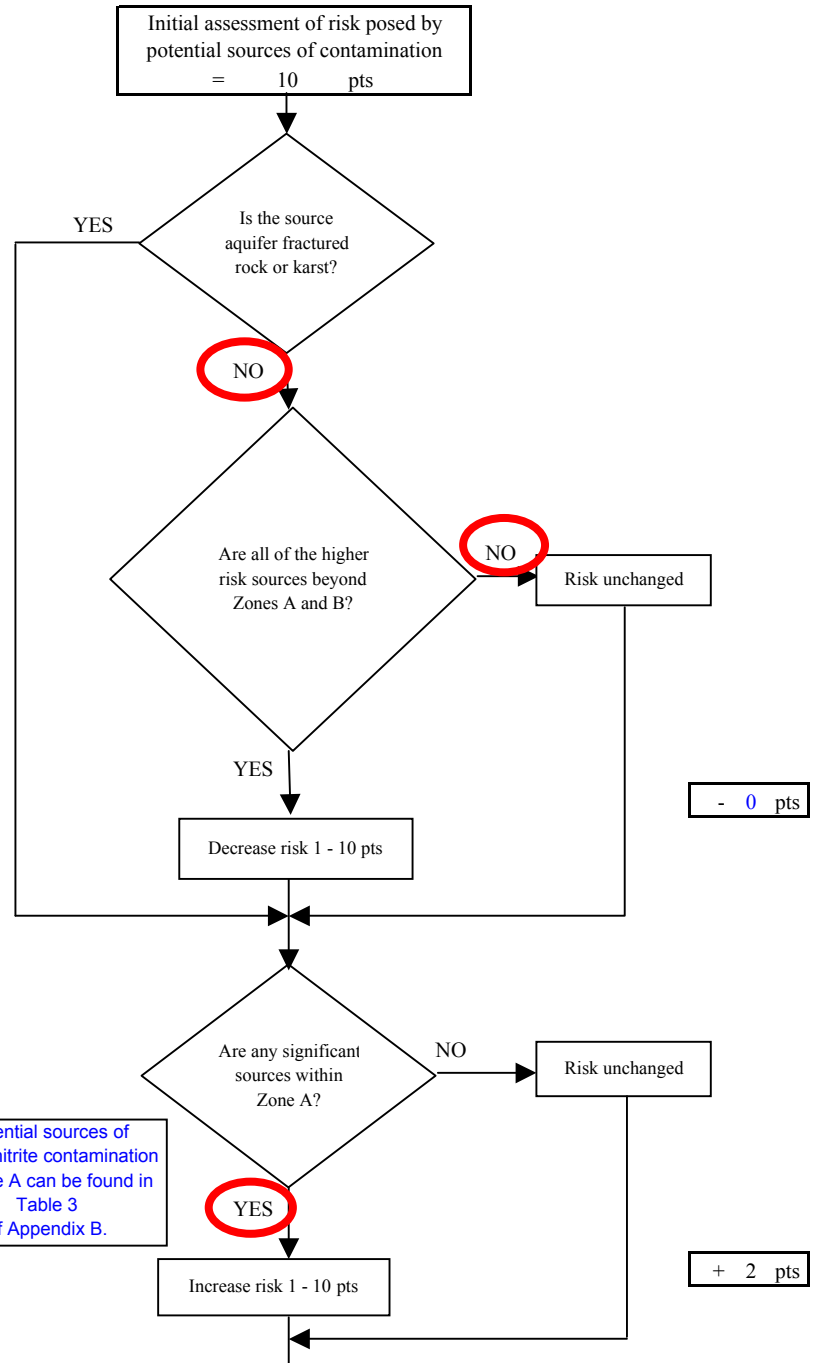 Initial assessment of risk posed by
potential sources of contamination
= 10 pts
YES
Is the source
aquifer fractured
rock or karst?
NO
Are all of the higher
risk sources beyond
Zones A and B?
NO
Risk unchanged
YES
- 0 pts
Decrease risk 1 - 10 pts
Are any significant
sources within
Zone A?
NO
Risk unchanged
ential sources of
nitrite contamination
e A can be found in
Table 3
f Appendix B.
YES
Increase risk 1 - 10 pts
+ 2 pts